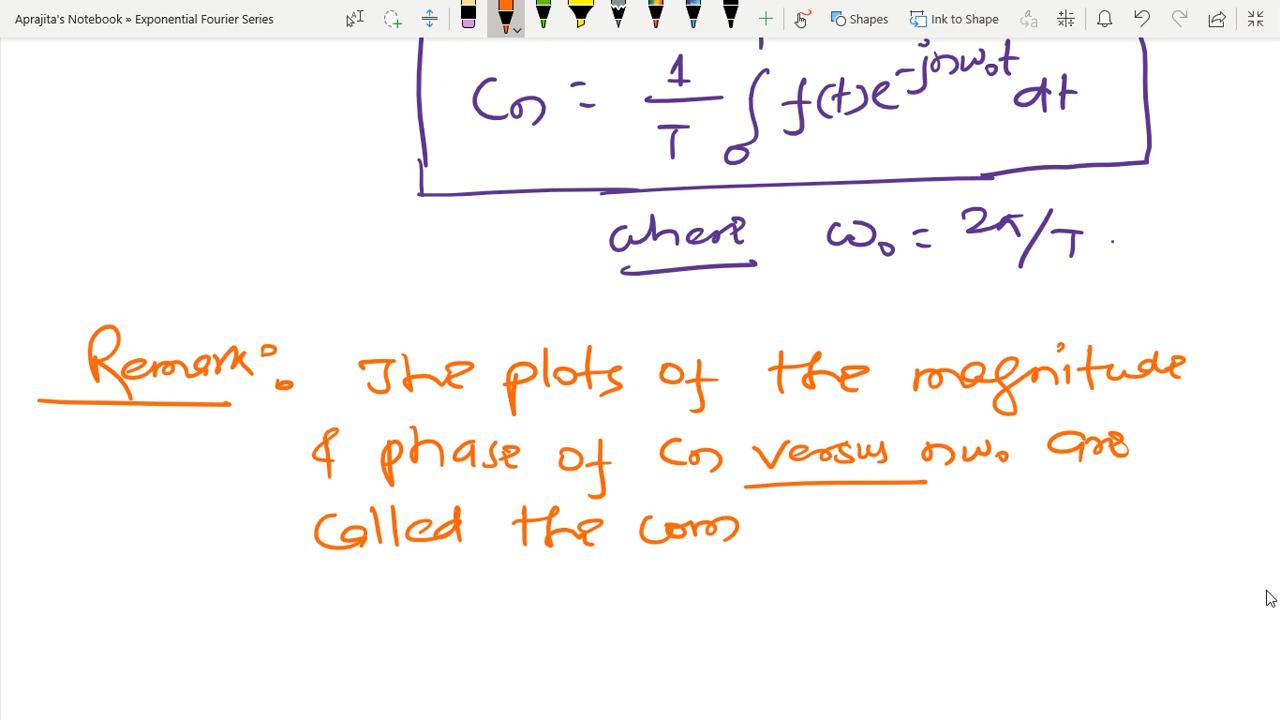 Aprajita's Notebook » Exponential Fourier Series
Shapes
Ink to Shape
Cn = 1/T ∫0 f(t)e^-jnω0t dt
where ω0 = 2π/T .
Remark:. The plots of the magnitude
& phase of Cn versus nω0 are
called the com